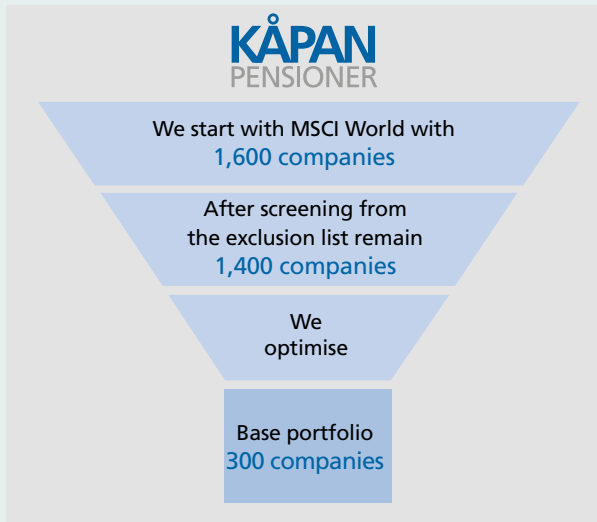 KÅPAN
PENSIONER
We start with MSCI World with
1,600 companies
After screening from
the exclusion list remain
1,400 companies
We
optimise
Base portfolio
300 companies